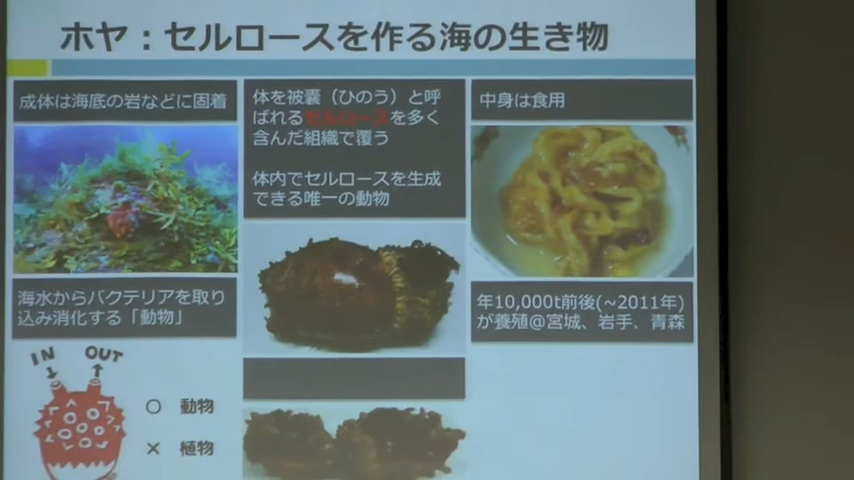 ホヤ：セルロースを作る海の生き物
成体は海底の岩などに固着
海水からバクテリアを取り
込み消化する「動物」
IN OUT
○ 動物
× 植物
体を被嚢（ひのう）と呼
ばれるセルロースを多く
含んだ組織で覆う
体内でセルロースを生成
できる唯一の動物
中身は食用
年10,000t前後(~2011年)
が養殖@宮城、岩手、青森